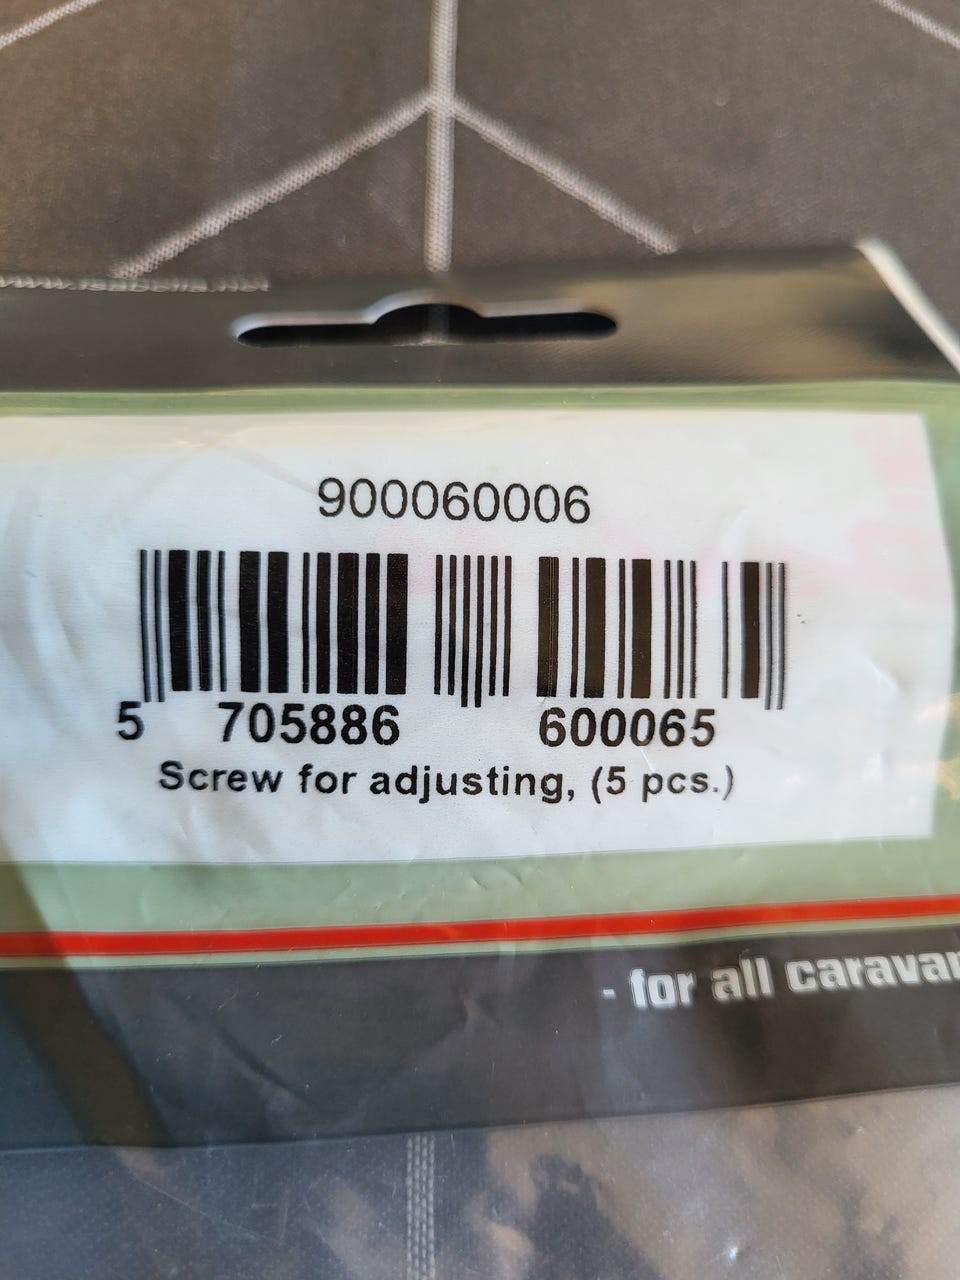 900060006
5 705886 600065
Screw for adjusting, (5 pcs.)
- for all caravan